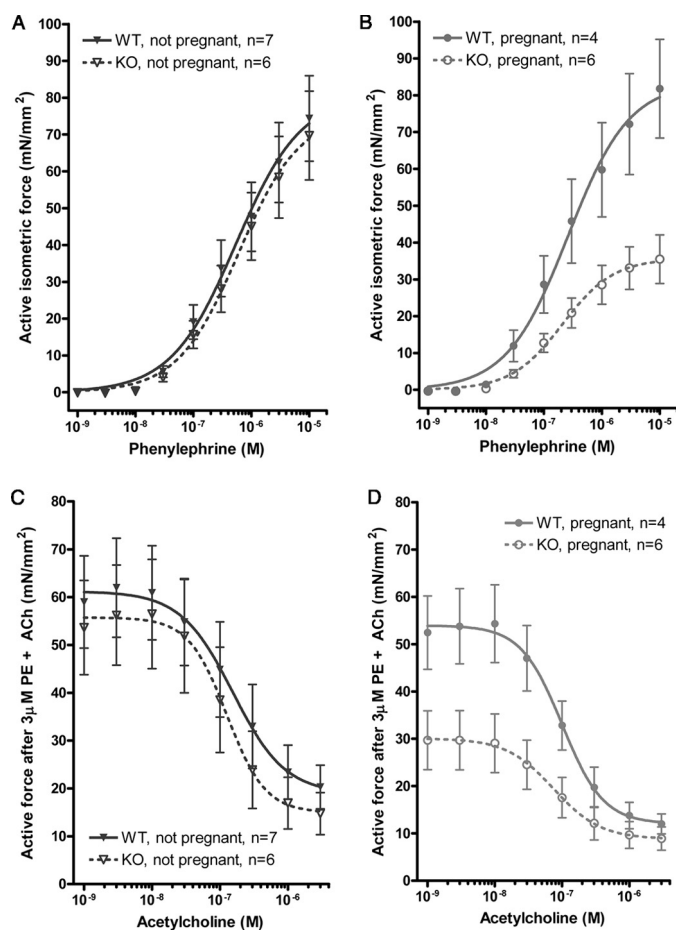 A
WT, not pregnant, n=7
KO, not pregnant, n=6
Active isometric force (mN/mm²)
90
80
70
60
50
40
30
20
10
0
10⁻⁹ 10⁻⁸ 10⁻⁷ 10⁻⁶ 10⁻⁵
Phenylephrine (M)
B
WT, pregnant, n=4
KO, pregnant, n=6
Active isometric force (mN/mm²)
100
90
80
70
60
50
40
30
20
10
0
10⁻⁹ 10⁻⁸ 10⁻⁷ 10⁻⁶ 10⁻⁵
Phenylephrine (M)
C
Active force after 3µM PE + ACh (mN/mm²)
80
70
60
50
40
30
20
10
0
WT, not pregnant, n=7
KO, not pregnant, n=6
10⁻⁹ 10⁻⁸ 10⁻⁷ 10⁻⁶
Acetylcholine (M)
D
WT, pregnant, n=4
KO, pregnant, n=6
Active force after 3µM PE + ACh (mN/mm²)
80
70
60
50
40
30
20
10
0
10⁻⁹ 10⁻⁸ 10⁻⁷ 10⁻⁶
Acetylcholine (M)